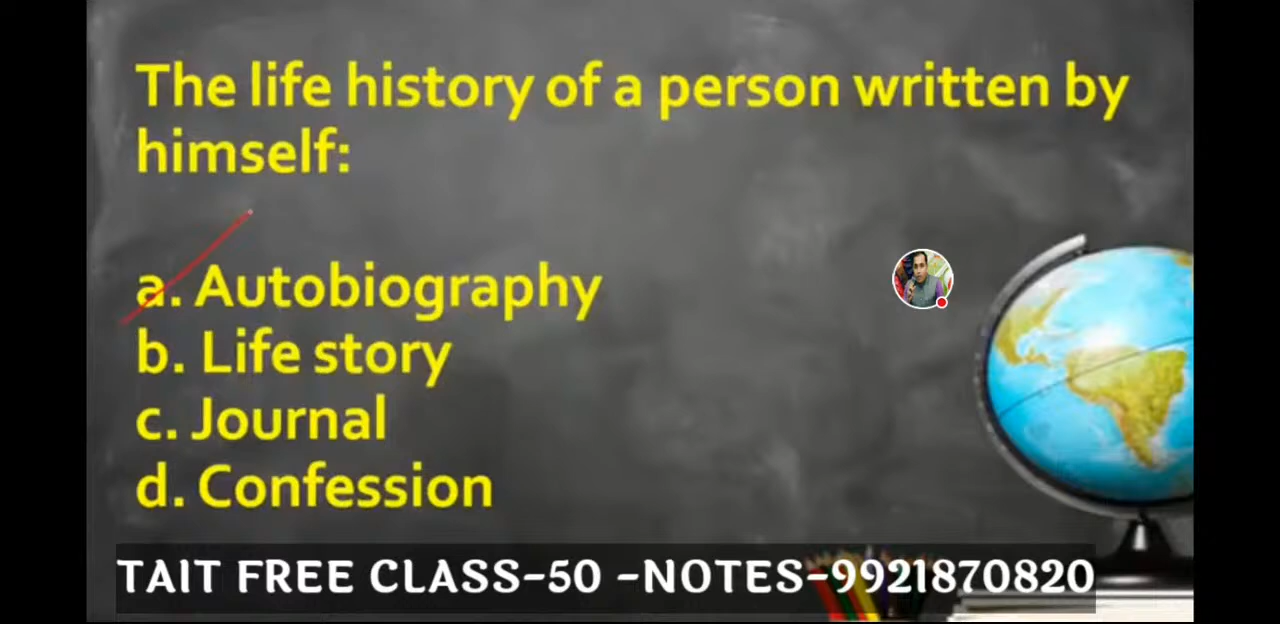 The life history of a person written by
himself:
a. Autobiography
b. Life story
c. Journal
d. Confession
TAIT FREE CLASS-50 -NOTES-9921870820